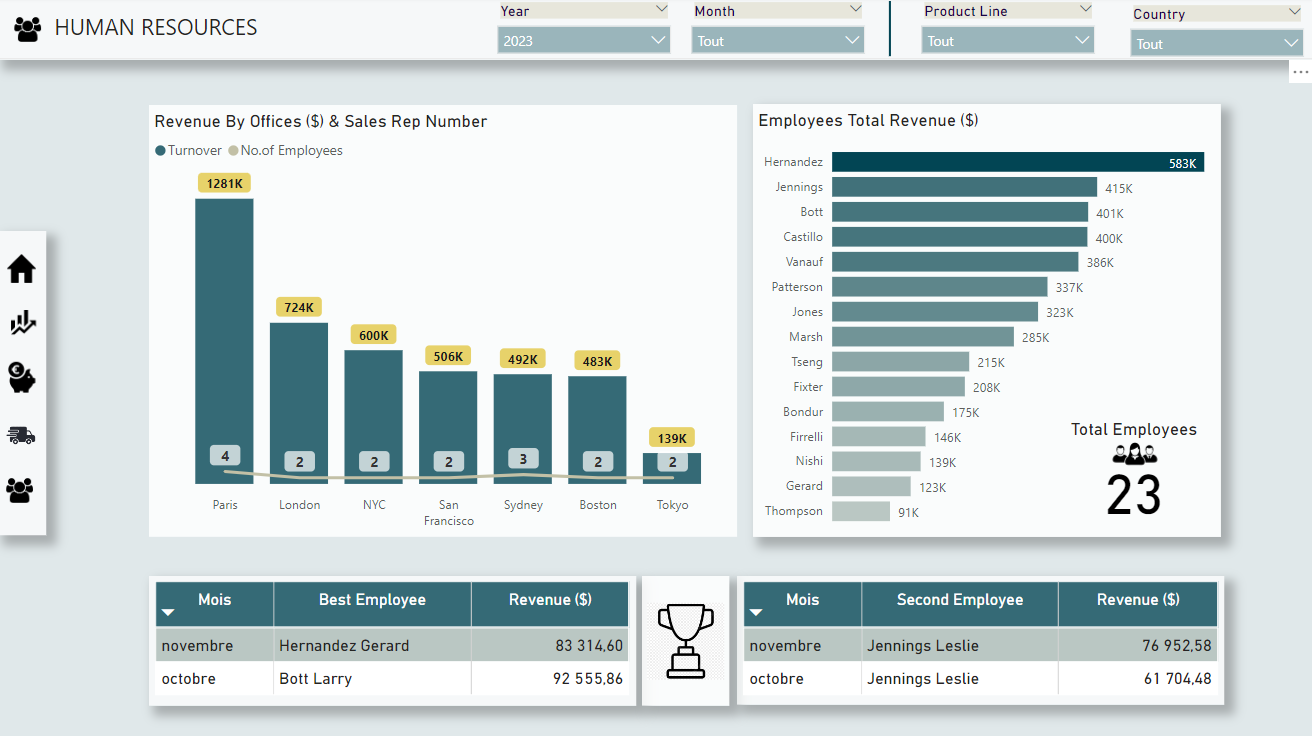 HUMAN RESOURCES
Year
2023
Month
Tout
Product Line
Tout
Country
Tout
Revenue By Offices ($) & Sales Rep Number
Turnover No.of Employees
1281K
724K
600K
506K
492K
483K
139K
4
2
2
2
3
2
2
Paris
London
NYC
San
Francisco
Sydney
Boston
Tokyo
Employees Total Revenue ($)
Hernandez 583K
Jennings 415K
Bott 401K
Castillo 400K
Vanauf 386K
Patterson 337K
Jones 323K
Marsh 285K
Tseng 215K
Fixter 208K
Bondur 175K
Firrelli 146K
Nishi 139K
Gerard 123K
Thompson 91K
Total Employees
23
Mois Best Employee Revenue ($)
novembre Hernandez Gerard 83 314,60
octobre Bott Larry 92 555,86
Mois Second Employee Revenue ($)
novembre Jennings Leslie 76 952,58
octobre Jennings Leslie 61 704,48